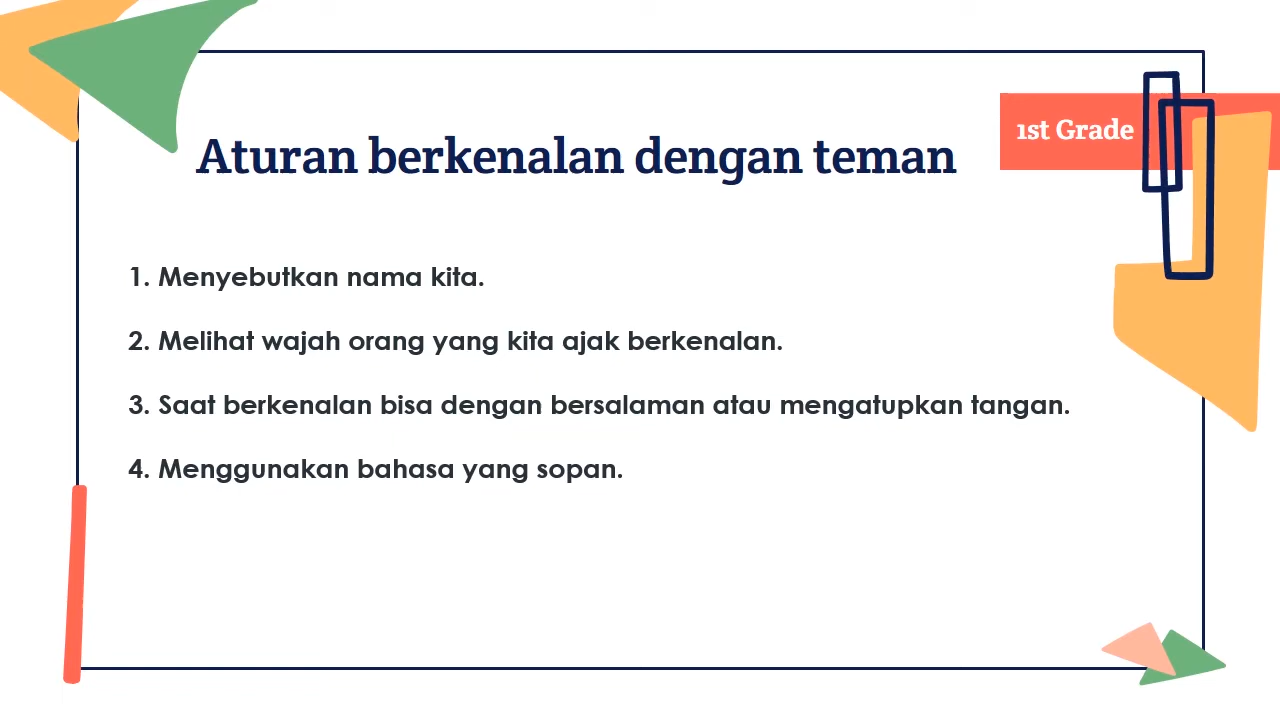 1st Grade
Aturan berkenalan dengan teman
1. Menyebutkan nama kita.
2. Melihat wajah orang yang kita ajak berkenalan.
3. Saat berkenalan bisa dengan bersalaman atau mengatupkan tangan.
4. Menggunakan bahasa yang sopan.